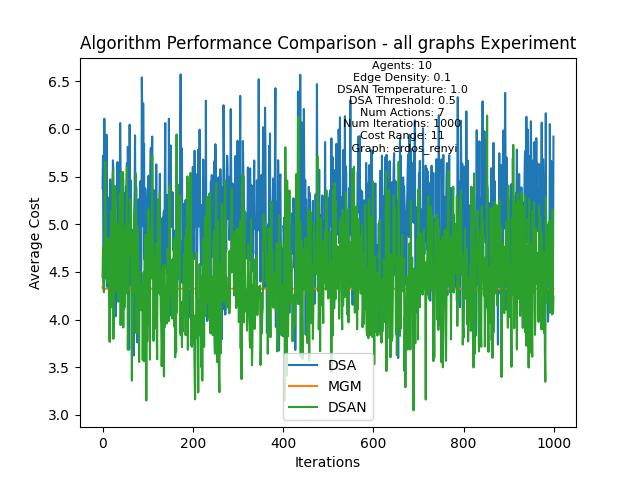 Algorithm Performance Comparison - all graphs Experiment
Agents: 10
Edge Density: 0.1
DSAN Temperature: 1.0
DSA Threshold: 0.5
Num Actions: 7
Num Iterations: 1000
Cost Range: 11
Graph: erdos_renyi
Average Cost
6.5
6.0
5.5
5.0
4.5
4.0
3.5
3.0
DSA
MGM
DSAN
0
200
400
600
800
1000
Iterations